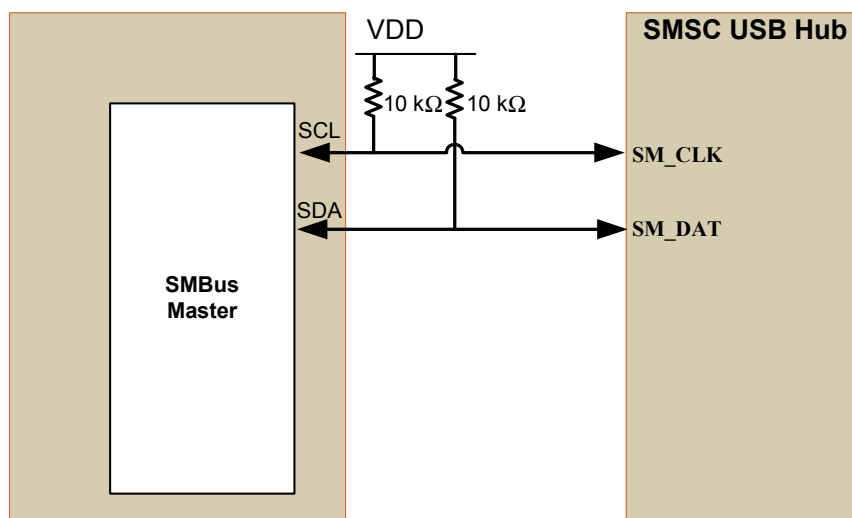 VDD
SMSC USB Hub
10 kΩ
10 kΩ
SCL
SM_CLK
SDA
SM_DAT
SMBus
Master